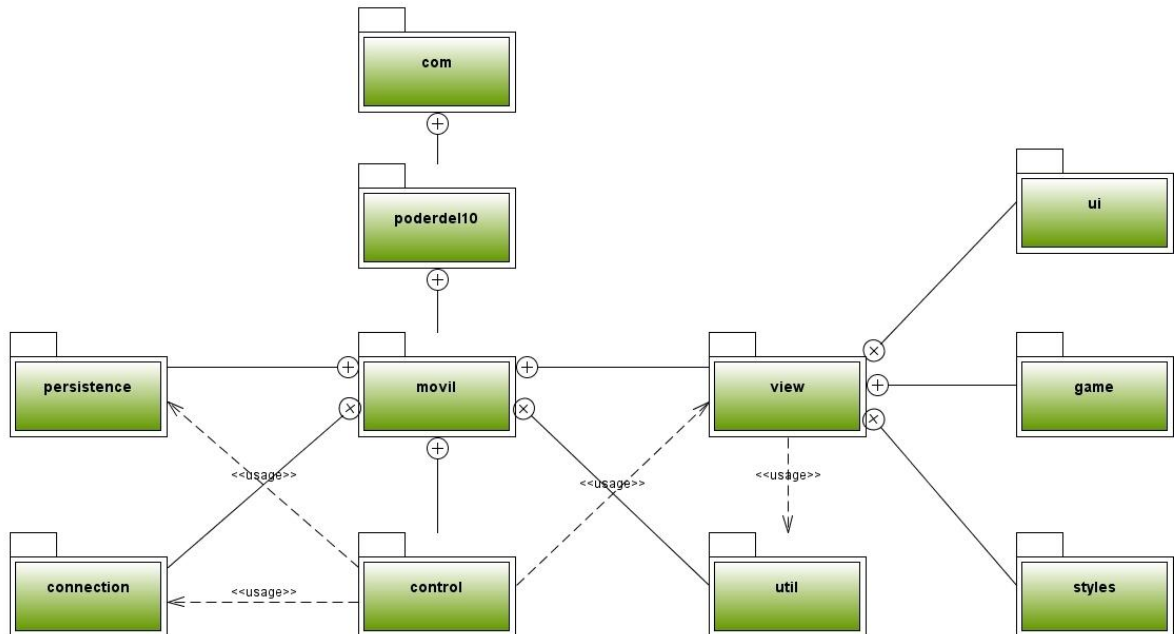 com
poderdel10
ui
persistence
movil
view
game
<<usage>>
<<usage>>
<<usage>>
connection
<<usage>>
control
util
styles